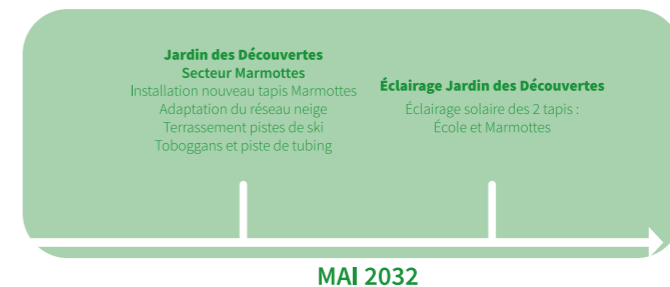 Jardin des Découvertes
Secteur Marmottes
Installation nouveau tapis Marmottes
Adaptation du réseau neige
Terrassement pistes de ski
Toboggans et piste de tubing
Éclairage Jardin des Découvertes
Éclairage solaire des 2 tapis :
École et Marmottes
MAI 2032